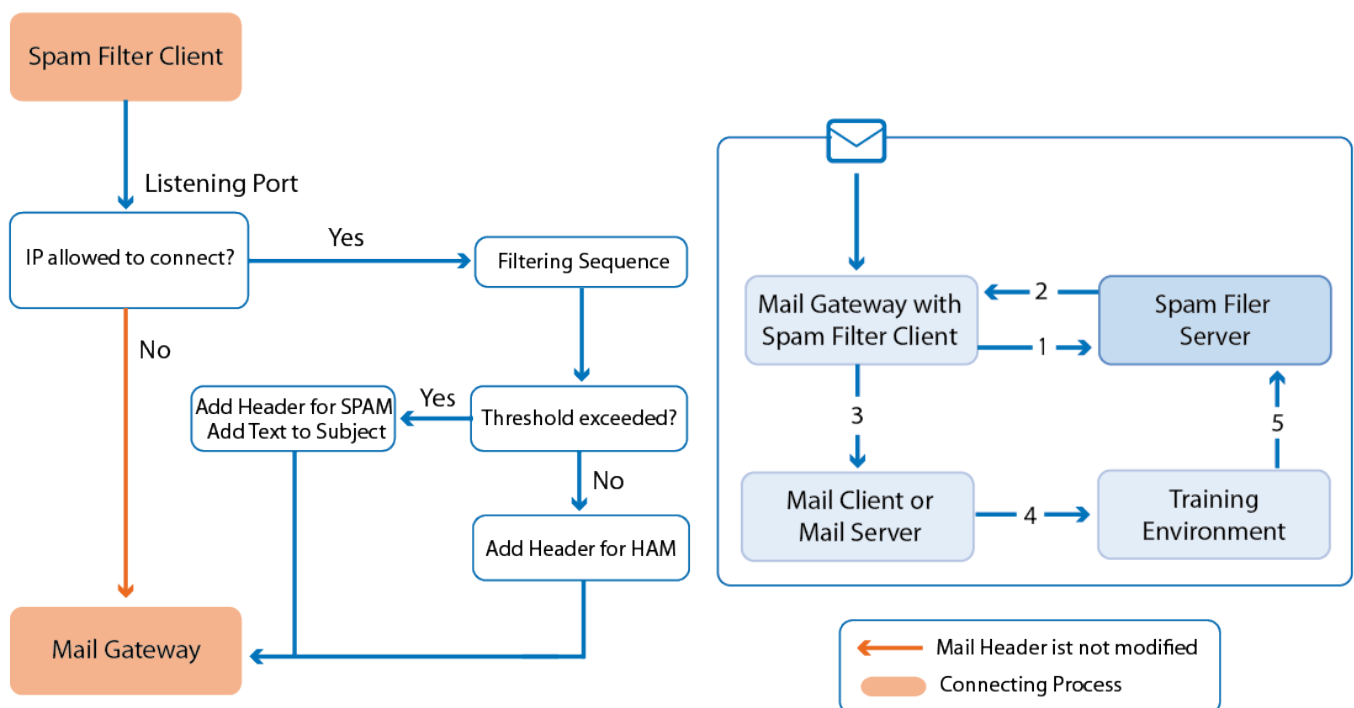 Spam Filter Client
Listening Port
IP allowed to connect?
Yes
Filtering Sequence
No
Threshold exceeded?
Yes
Add Header for SPAM
Add Text to Subject
No
Add Header for HAM
Mail Gateway
Mail Gateway with
Spam Filter Client
2
1
Spam Filer
Server
3
5
Mail Client or
Mail Server
4
Training
Environment
Mail Header ist not modified
Connecting Process